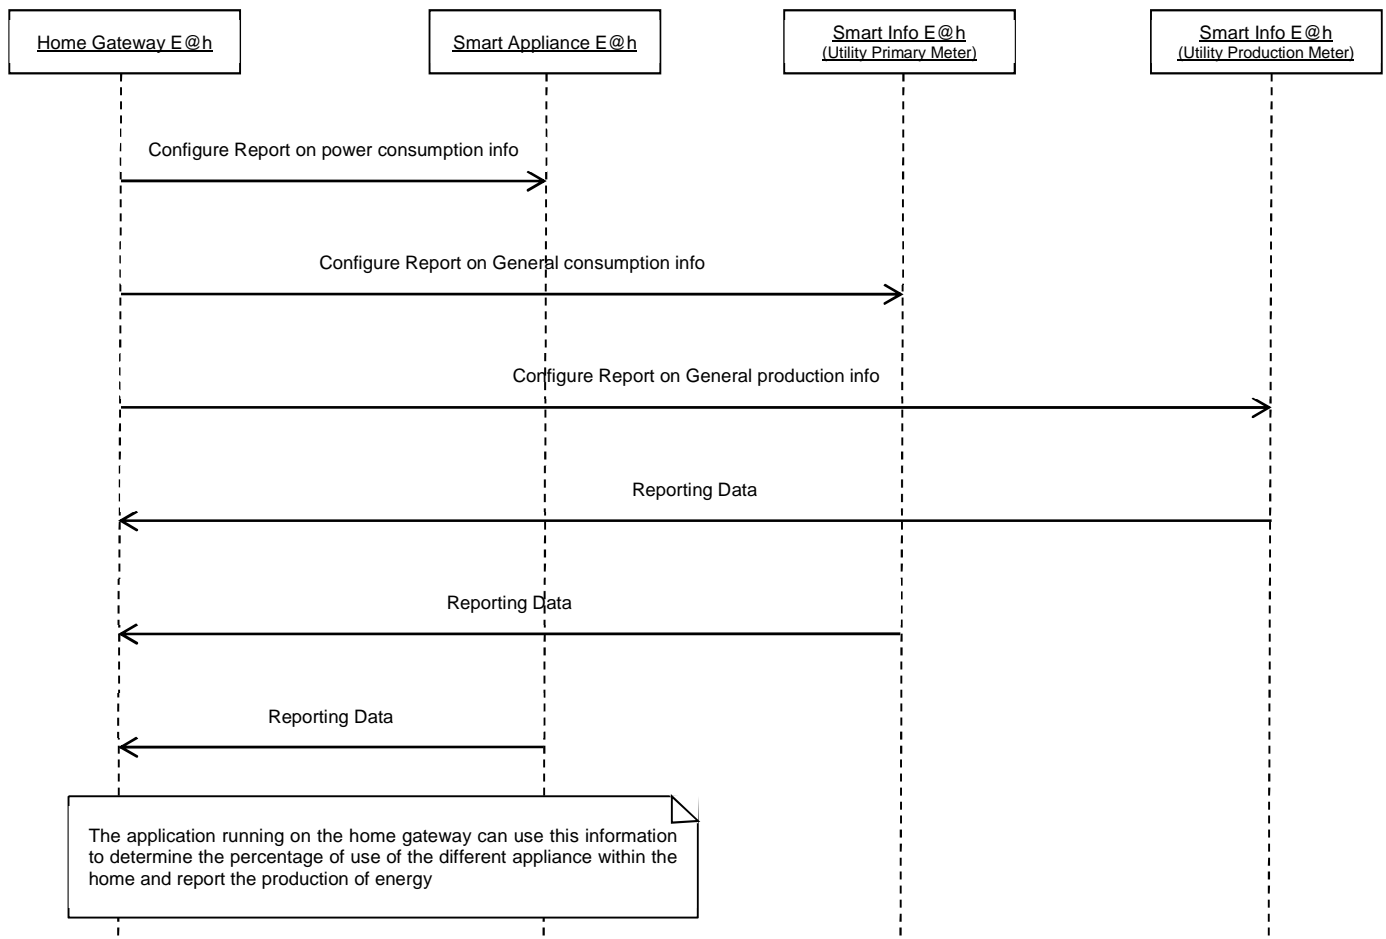 Home Gateway E@h
Smart Appliance E@h
Smart Info E@h
(Utility Primary Meter)
Smart Info E@h
(Utility Production Meter)
Configure Report on power consumption info
Configure Report on General consumption info
Configure Report on General production info
Reporting Data
Reporting Data
Reporting Data
The application running on the home gateway can use this information
to determine the percentage of use of the different appliance within the
home and report the production of energy